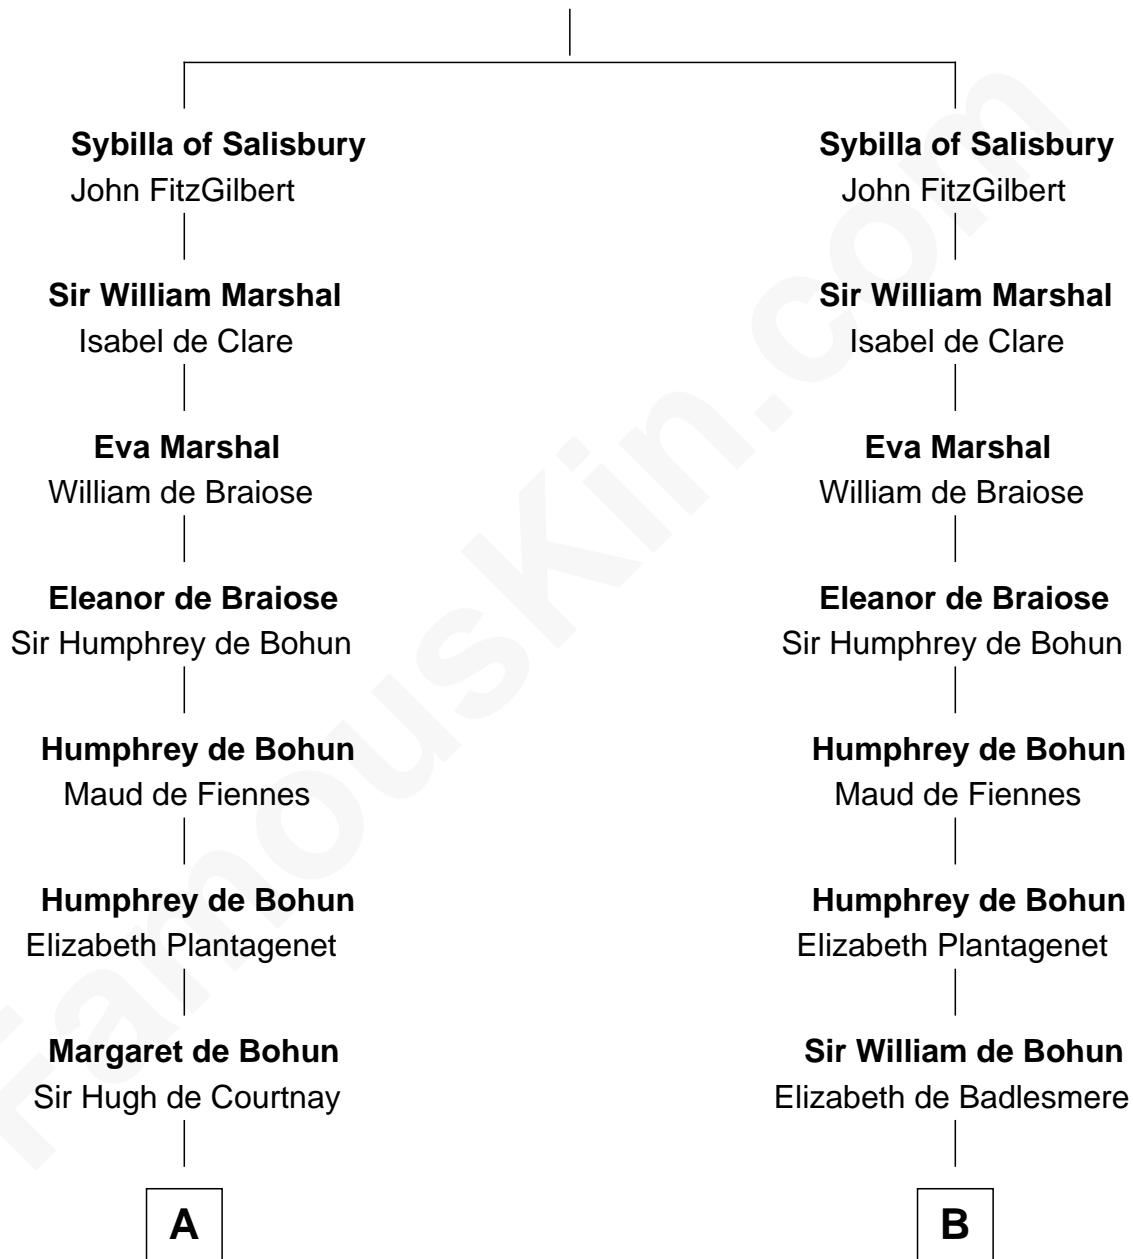 Sybilla of Salisbury
John FitzGilbert
Sir William Marshal
Isabel de Clare
Eva Marshal
William de Braiose
Eleanor de Braiose
Sir Humphrey de Bohun
Humphrey de Bohun
Maud de Fiennes
Humphrey de Bohun
Elizabeth Plantagenet
Margaret de Bohun
Sir Hugh de Courtnay
A
Sybilla of Salisbury
John FitzGilbert
Sir William Marshal
Isabel de Clare
Eva Marshal
William de Braiose
Eleanor de Braiose
Sir Humphrey de Bohun
Humphrey de Bohun
Maud de Fiennes
Humphrey de Bohun
Elizabeth Plantagenet
Sir William de Bohun
Elizabeth de Badlesmere
B
FamousKin.com